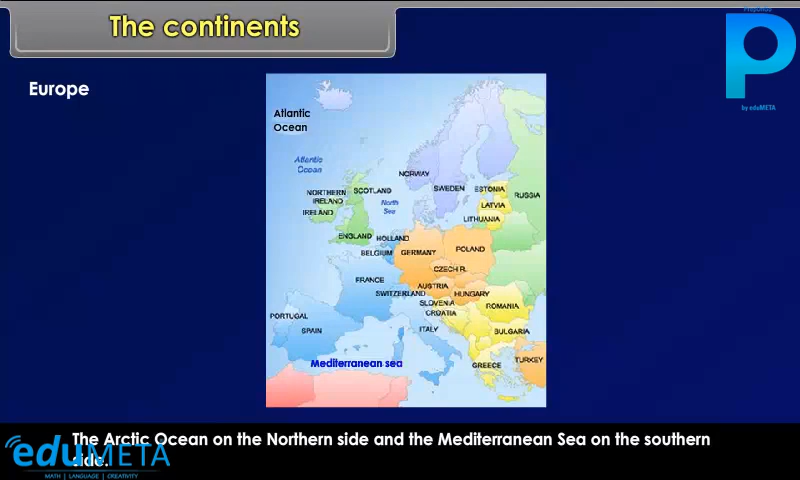 The continents
Prepmate
by eduMETA
Europe
Atlantic
Ocean
Atlantic
Ocean
NORWAY
SWEDEN
ESTONIA
RUSSIA
NORTHERN
IRELAND
SCOTLAND
LATVIA
IRELAND
North
Sea
LITHUANIA
ENGLAND
HOLLAND
BELGIUM
GERMANY
POLAND
CZECH R.
FRANCE
AUSTRIA
SWITZERLAND
HUNGARY
SLOVENIA
ROMANIA
CROATIA
PORTUGAL
SPAIN
ITALY
BULGARIA
Mediterranean sea
GREECE
TURKEY
The Arctic Ocean on the Northern side and the Mediterranean Sea on the southern
side.
eduMETA
MATH | LANGUAGE | CREATIVITY